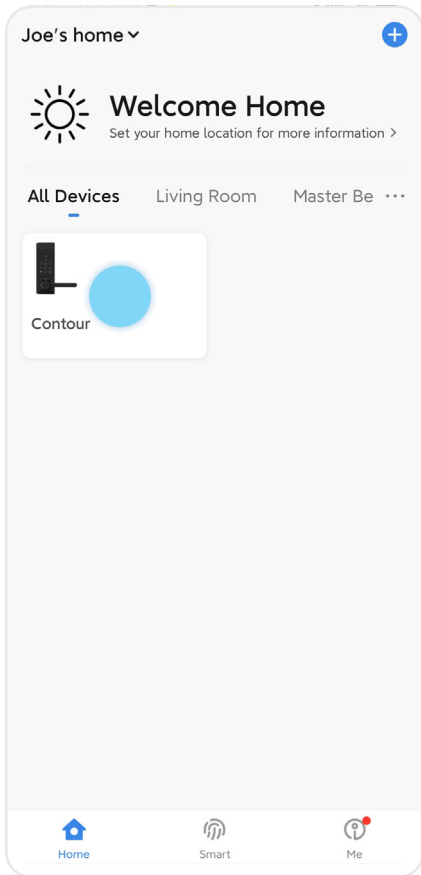 Joe's home
Welcome Home
Set your home location for more information >
All Devices Living Room Master Be ...
Contour
Home Smart Me